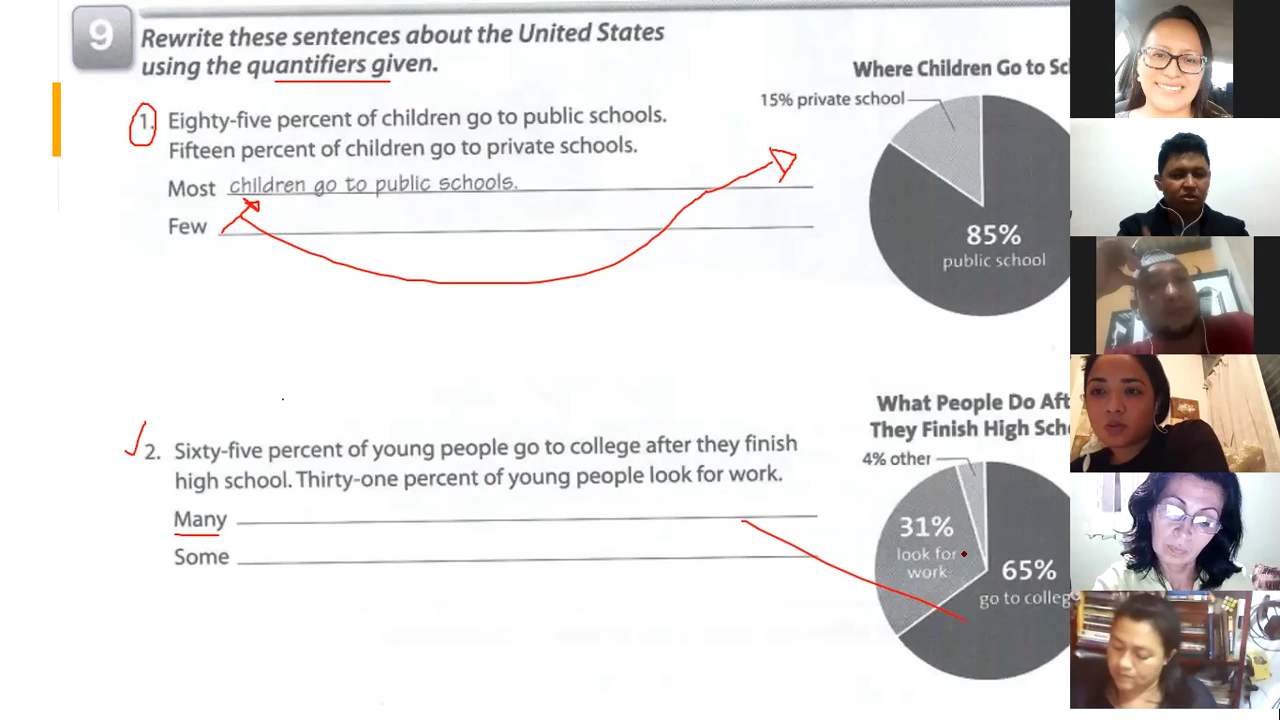 9
Rewrite these sentences about the United States
using the quantifiers given.
1. Eighty-five percent of children go to public schools.
Fifteen percent of children go to private schools.
Most children go to public schools.
Few
Where Children Go to
15% private school
85%
public school
2. Sixty-five percent of young people go to college after they finish
high school. Thirty-one percent of young people look for work.
Many
Some
What People Do
They Finish High
4% other
31%
look for
work
65%
go to